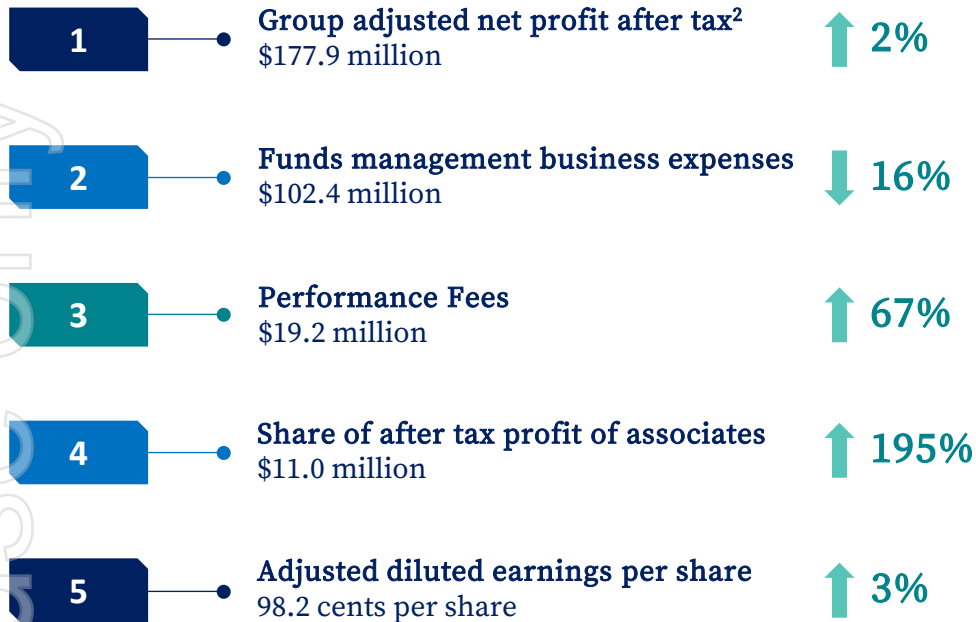 1
Group adjusted net profit after tax²
$177.9 million
2%
2
Funds management business expenses
$102.4 million
16%
3
Performance Fees
$19.2 million
67%
4
Share of after tax profit of associates
$11.0 million
195%
5
Adjusted diluted earnings per share
98.2 cents per share
3%